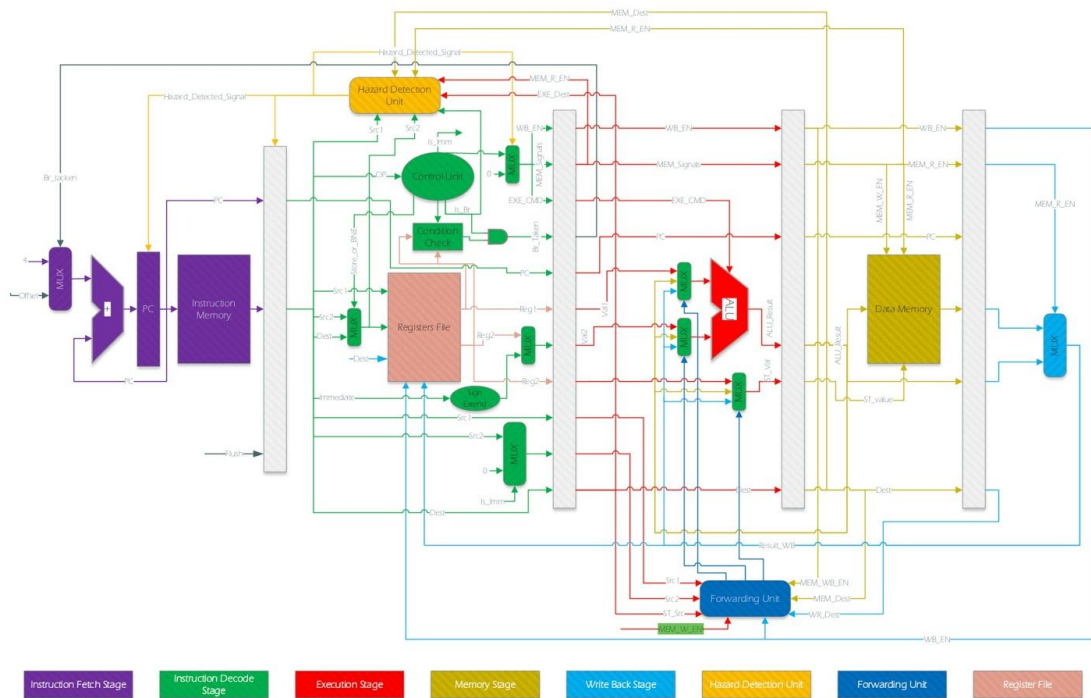 MEM_Dest
MEM_R_EN
Hazard_Detected_Signal
MEM_R_EN
Hazard Detection
Unit
EXE_Dest
Hazard_Detected_Signal
Src1
Src2
WB_EN
WB_EN
WB_EN
Is_Imm
MUX
MEM_Signals
MEM_Signals
MEM_R_EN
Control Unit
OP
0
MEM_W_EN
MEM_R_EN
Br_tacken
PC
Is_Br
EXE_CMD
EXE_CMD
MEM_R_EN
Store_or_BNE
Condition
Check
Br_Taken
PC
PC
4
MUX
+
PC
Instruction
Memory
PC
Offset
Src1
Registers File
Reg1
Val1
MUX
ALU
ALU_Result
ALU_Result
Data Memory
Src2
MUX
Dest
Reg2
MUX
Val2
MUX
MUX
Dest
PC
Immediate
Sign
Extend
Reg2
MUX
ST_Val
ST_value
Src1
Src2
MUX
Flush
0
Is_Imm
Dest
Dest
Dest
Result_WB
Src1
MEM_WB_EN
Src2
Forwarding Unit
MEM_Dest
ST_Src
WR_Dest
MEM_W_EN
WB_EN
Instruction Fetch Stage
Instruction Decode
Stage
Execution Stage
Memory Stage
Write Back Stage
Hazard Detection Unit
Forwarding Unit
Register File